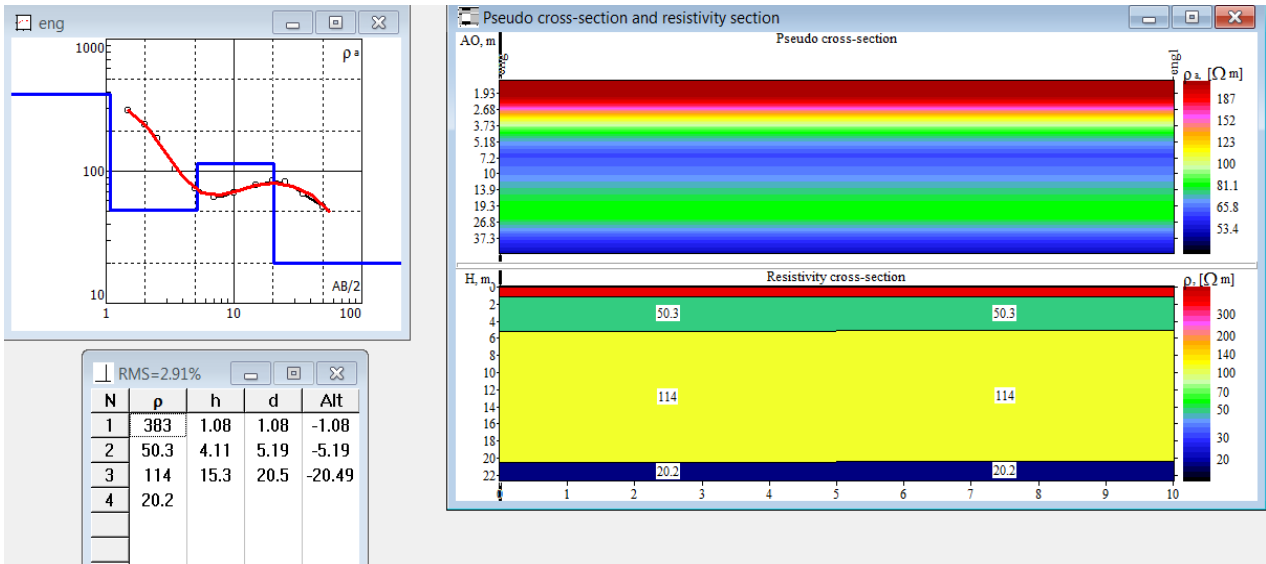 eng
1000
ρ a
100
10
AB/2
1 10 100
RMS=2.91%
N ρ h d Alt
1 383 1.08 1.08 -1.08
2 50.3 4.11 5.19 -5.19
3 114 15.3 20.5 -20.49
4 20.2
Pseudo cross-section and resistivity section
AO, m
Pseudo cross-section
eng
engl
ρ a, [Ω m]
1.93
2.68
3.73
5.18
7.2
10
13.9
19.3
26.8
37.3
187
152
123
100
81.1
65.8
53.4
H, m
Resistivity cross-section
ρ, [Ω m]
0
2
4
6
8
10
12
14
16
18
20
22
50.3 50.3
114 114
20.2 20.2
300
200
140
100
70
50
30
20
0 1 2 3 4 5 6 7 8 9 10